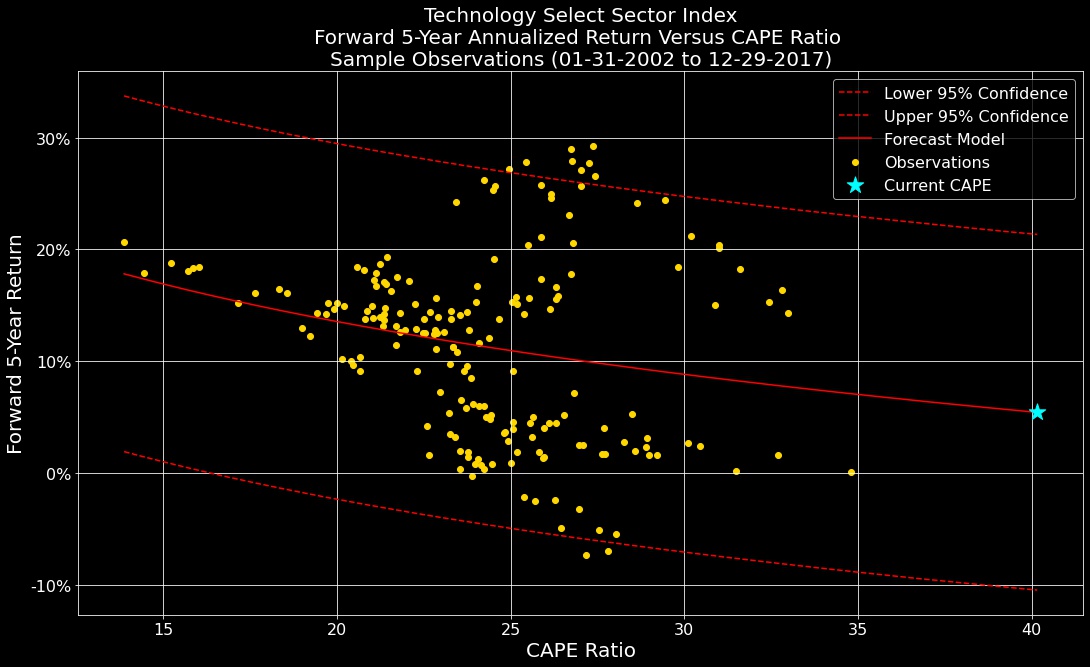 Technology Select Sector Index
Forward 5-Year Annualized Return Versus CAPE Ratio
Sample Observations (01-31-2002 to 12-29-2017)
Lower 95% Confidence
Upper 95% Confidence
Forecast Model
Observations
Current CAPE
Forward 5-Year Return
30%
20%
10%
0%
-10%
15
20
25
30
35
40
CAPE Ratio